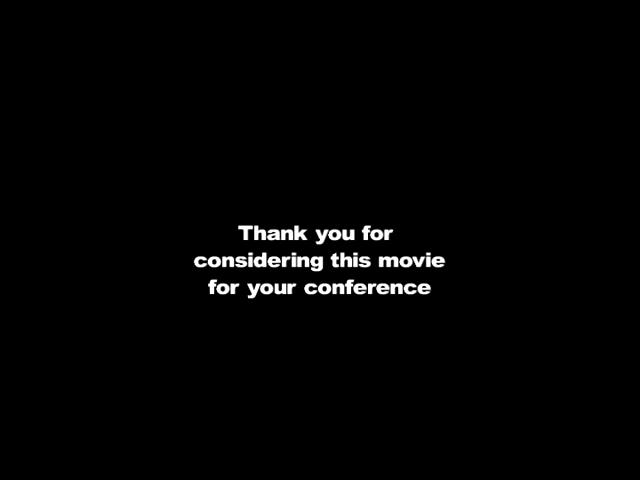 Thank you for
considering this movie
for your conference